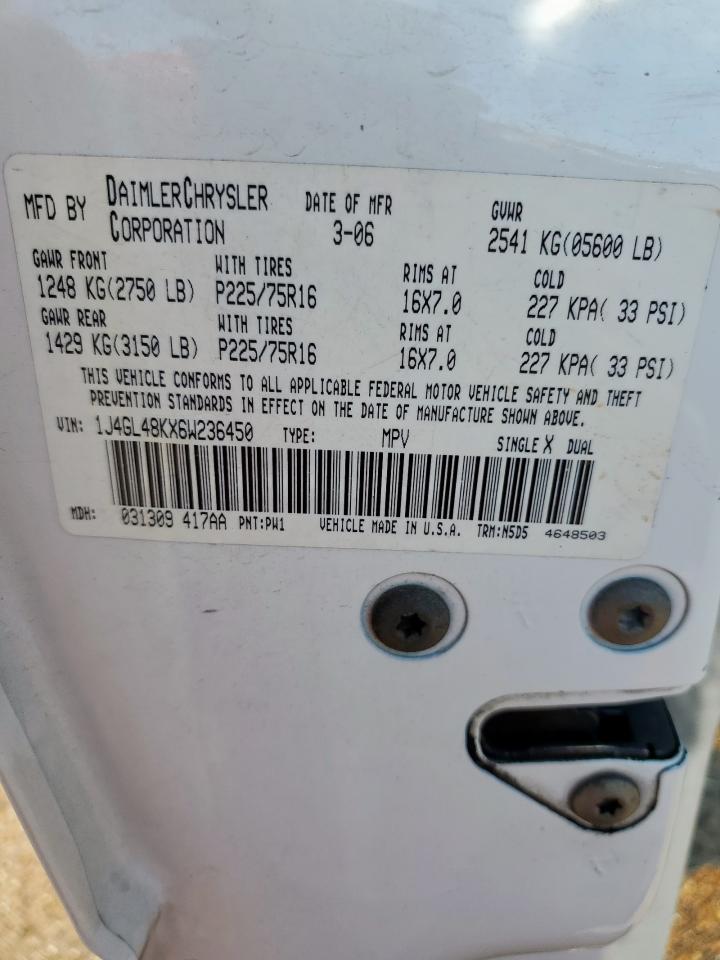 MFD BY DAIMLERCHRYSLER CORPORATION DATE OF MFR 3-06 GVWR 2541 KG(05600 LB)
GAWR FRONT WITH TIRES RIMS AT COLD
1248 KG(2750 LB) P225/75R16 16X7.0 227 KPA( 33 PSI)
GAWR REAR WITH TIRES RIMS AT COLD
1429 KG(3150 LB) P225/75R16 16X7.0 227 KPA( 33 PSI)
THIS VEHICLE CONFORMS TO ALL APPLICABLE FEDERAL MOTOR VEHICLE SAFETY AND THEFT
PREVENTION STANDARDS IN EFFECT ON THE DATE OF MANUFACTURE SHOWN ABOVE.
VIN: 1J4GL48KX6W236450 TYPE: MPV SINGLE X DUAL
MDH: 031309 417AA PNT:PW1 VEHICLE MADE IN U.S.A. TRM:N5D5 4648503